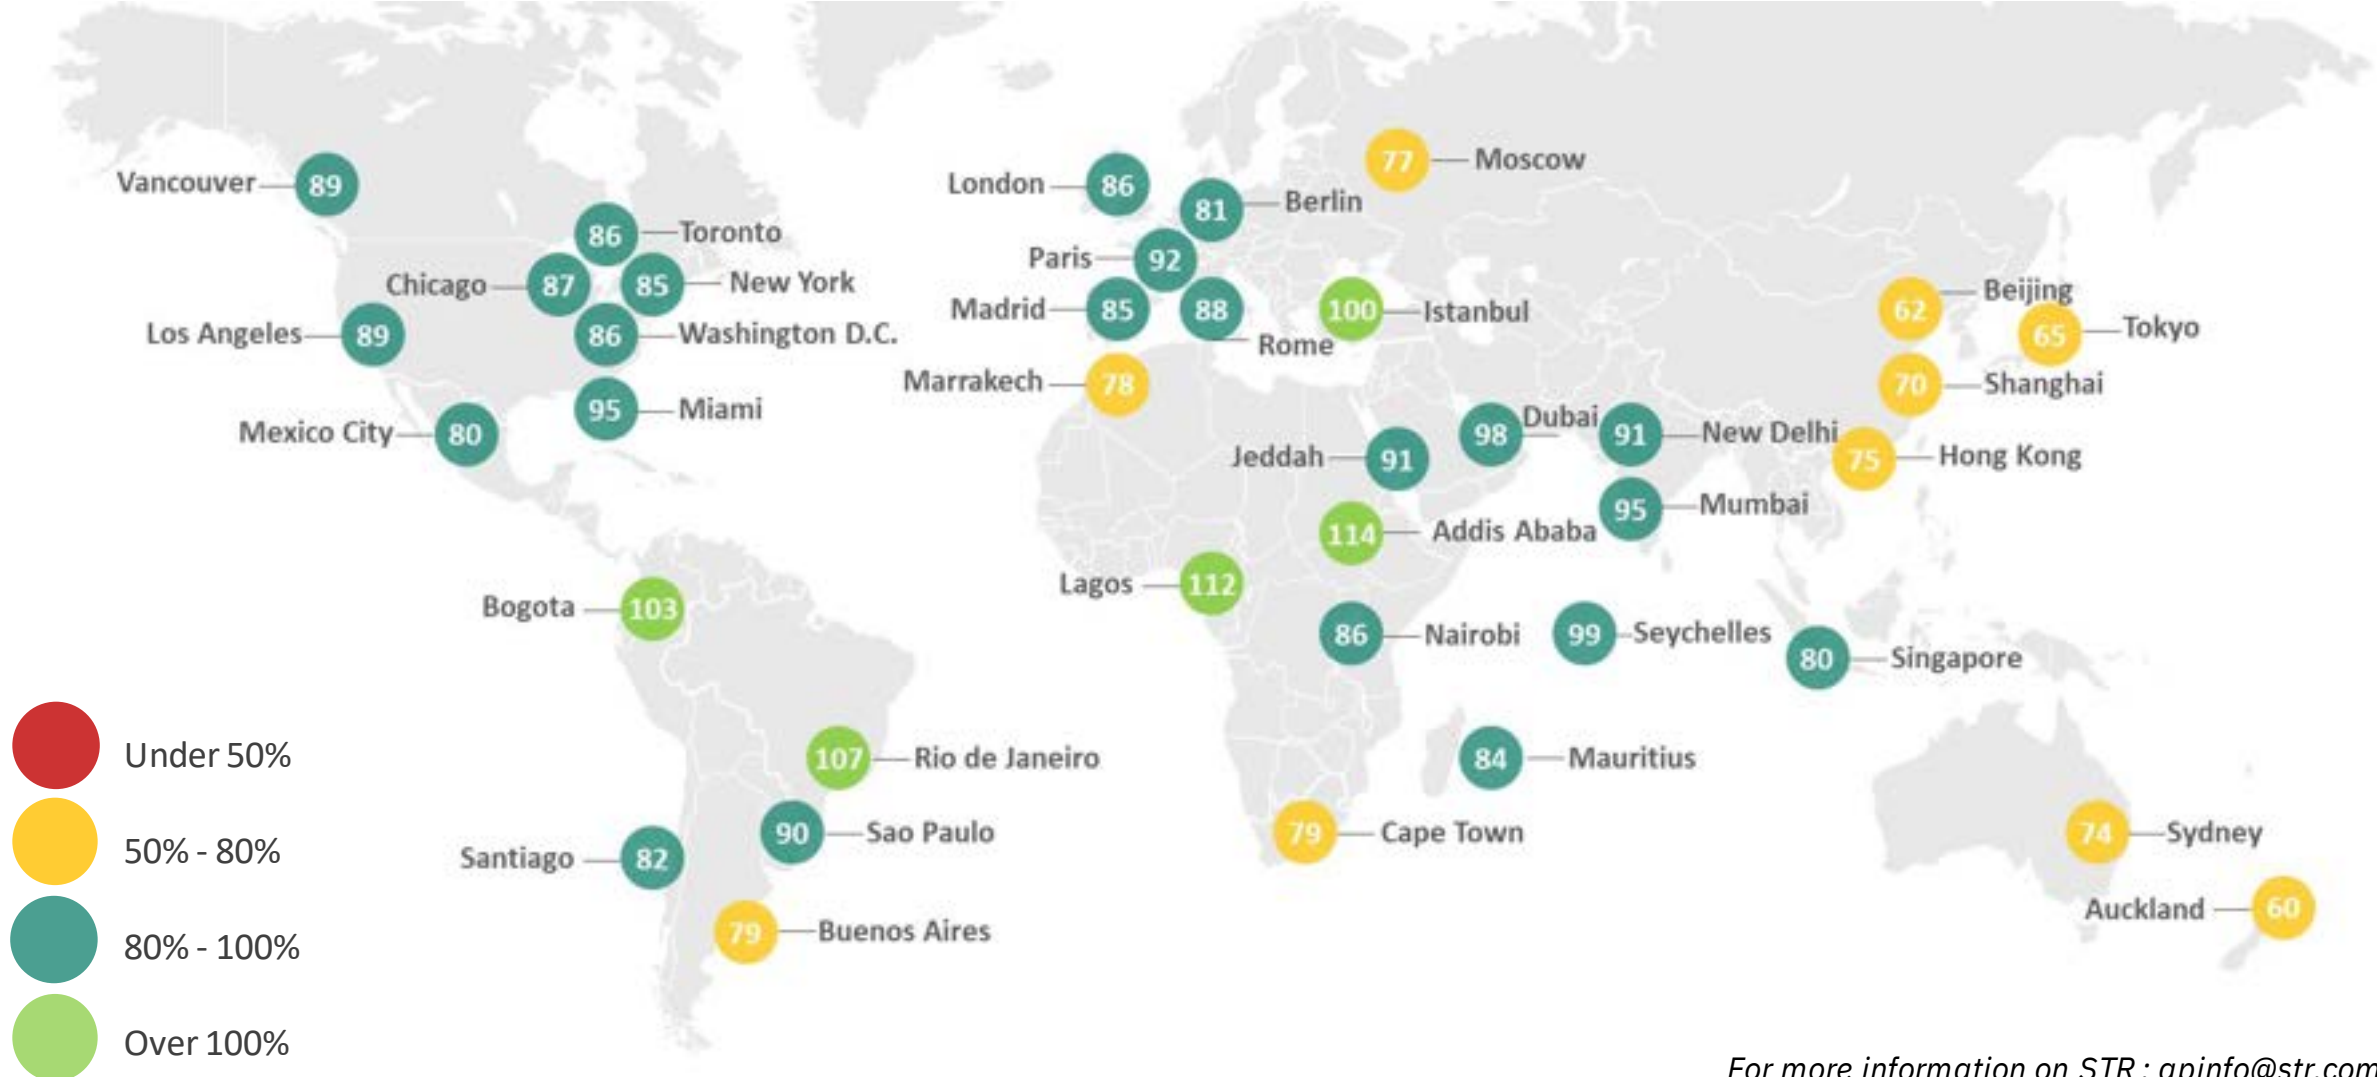 Vancouver 89
86 Toronto
Chicago 87
85 New York
Los Angeles 89
86 Washington D.C.
95 Miami
Mexico City 80
Bogota 103
107 Rio de Janeiro
90 Sao Paulo
Santiago 82
79 Buenos Aires
77 Moscow
London 86
81 Berlin
Paris 92
Madrid 85
88 Rome
100 Istanbul
Marrakech 78
Jeddah 91
98 Dubai
91 New Delhi
95 Mumbai
114 Addis Ababa
Lagos 112
86 Nairobi
99 Seychelles
84 Mauritius
79 Cape Town
62 Beijing
65 Tokyo
70 Shanghai
75 Hong Kong
80 Singapore
74 Sydney
Auckland 60
Under 50%
50% - 80%
80% - 100%
Over 100%
For more information on STR : apinfo@str.com